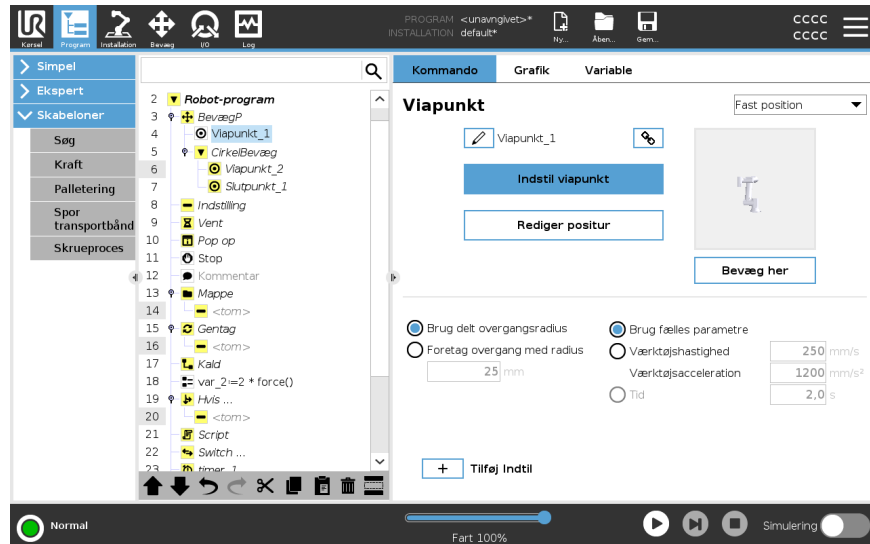 PROGRAM <unavngivet>*
INSTALLATION default*
UR
Kørsel
Program
Installation
Bevæg
I/O
Log
Ny...
Åben...
Gem...
cccc
cccc
Simpel
Ekspert
Skabeloner
Søg
Kraft
Palletering
Spor
transportbånd
Skrueproces
2 Robot-program
3 BevægP
4 Viapunkt_1
5 CirkelBevæg
6 Viapunkt_2
7 Slutpunkt_1
8 Indstilling
9 Vent
10 Pop op
11 Stop
12 Kommentar
13 Mappe
14 <tom>
15 Gentag
16 <tom>
17 Kald
18 var_2≔2 * force()
19 Hvis ...
20 <tom>
21 Script
22 Switch ...
23 timer_1
Kommando
Grafik
Variable
Viapunkt
Fast position
Viapunkt_1
Indstil viapunkt
Rediger positur
Bevæg her
Brug delt overgangsradius
Foretag overgang med radius
25 mm
Brug fælles parametre
Værktøjshastighed 250 mm/s
Værktøjsacceleration 1200 mm/s²
Tid 2,0 s
+ Tilføj Indtil
Normal
Fart 100%
Simulering